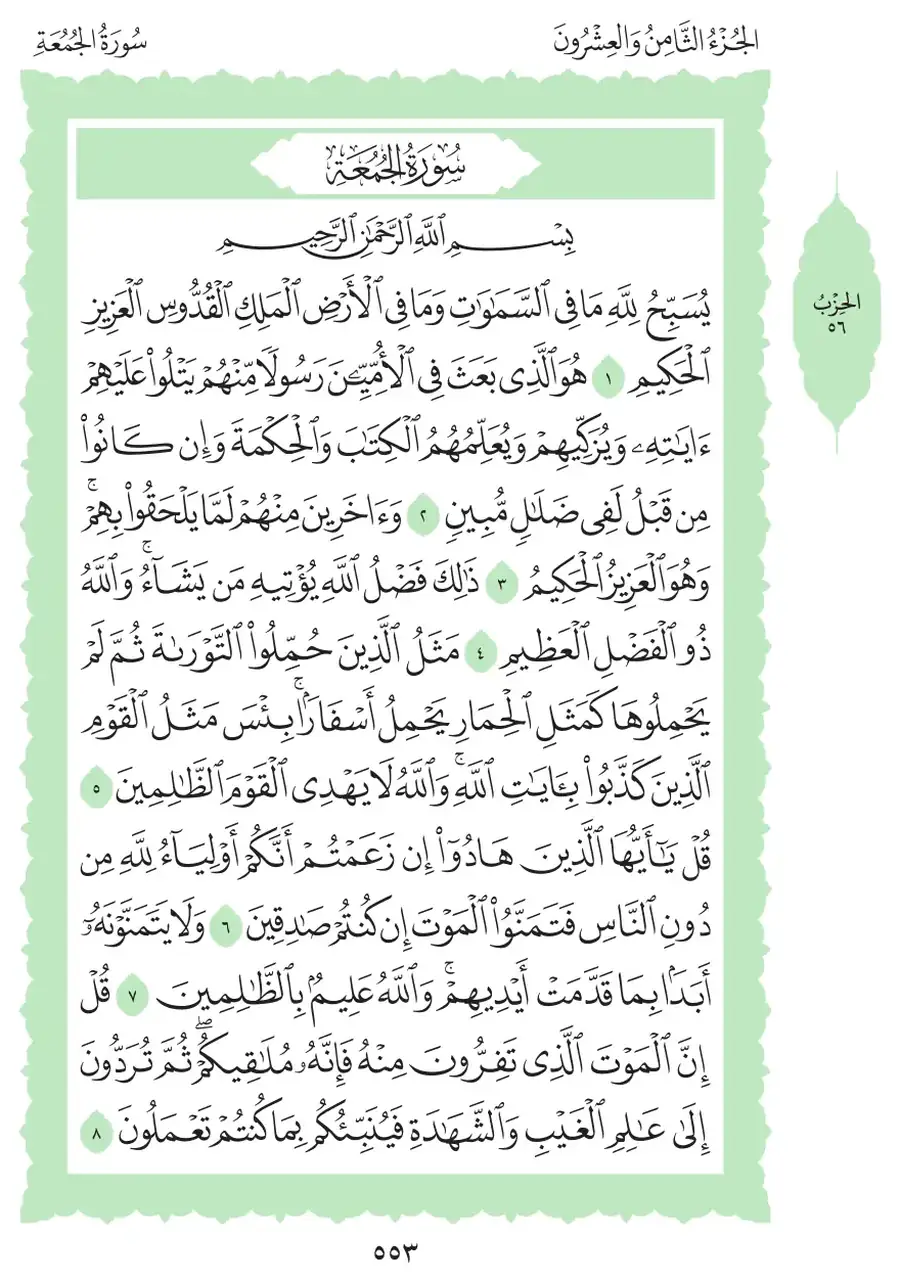 الجُزْءُ الثَّامِنُ وَالعِشْرُونَ
سُورَةُ الجُمُعَةِ
سُورَةُ الجُمُعَةِ
بِسْمِ ٱللَّهِ ٱلرَّحْمَٰنِ ٱلرَّحِيمِ
يُسَبِّحُ لِلَّهِ مَا فِى ٱلسَّمَٰوَٰتِ وَمَا فِى ٱلْأَرْضِ ٱلْمَلِكِ ٱلْقُدُّوسِ ٱلْعَزِيزِ
ٱلْحَكِيمِ ١ هُوَ ٱلَّذِى بَعَثَ فِى ٱلْأُمِّيِّـۧنَ رَسُولًا مِّنْهُمْ يَتْلُوا۟ عَلَيْهِمْ
ءَايَٰتِهِۦ وَيُزَكِّيهِمْ وَيُعَلِّمُهُمُ ٱلْكِتَٰبَ وَٱلْحِكْمَةَ وَإِن كَانُوا۟
مِن قَبْلُ لَفِى ضَلَٰلٍ مُّبِينٍ ٢ وَءَاخَرِينَ مِنْهُمْ لَمَّا يَلْحَقُوا۟ بِهِمْۚ
وَهُوَ ٱلْعَزِيزُ ٱلْحَكِيمُ ٣ ذَٰلِكَ فَضْلُ ٱللَّهِ يُؤْتِيهِ مَن يَشَآءُۚ وَٱللَّهُ
ذُو ٱلْفَضْلِ ٱلْعَظِيمِ ٤ مَثَلُ ٱلَّذِينَ حُمِّلُوا۟ ٱلتَّوْرَىٰةَ ثُمَّ لَمْ
يَحْمِلُوهَا كَمَثَلِ ٱلْحِمَارِ يَحْمِلُ أَسْفَارًۢاۚ بِئْسَ مَثَلُ ٱلْقَوْمِ
ٱلَّذِينَ كَذَّبُوا۟ بِـَٔايَٰتِ ٱللَّهِۚ وَٱللَّهُ لَا يَهْدِى ٱلْقَوْمَ ٱلظَّٰلِمِينَ ٥
قُلْ يَٰٓأَيُّهَا ٱلَّذِينَ هَادُوٓا۟ إِن زَعَمْتُمْ أَنَّكُمْ أَوْلِيَآءُ لِلَّهِ مِن
دُونِ ٱلنَّاسِ فَتَمَنَّوُا۟ ٱلْمَوْتَ إِن كُنتُمْ صَٰدِقِينَ ٦ وَلَا يَتَمَنَّوْنَهُۥٓ
أَبَدًۢا بِمَا قَدَّمَتْ أَيْدِيهِمْۚ وَٱللَّهُ عَلِيمٌۢ بِٱلظَّٰلِمِينَ ٧ قُلْ
إِنَّ ٱلْمَوْتَ ٱلَّذِى تَفِرُّونَ مِنْهُ فَإِنَّهُۥ مُلَٰقِيكُمْۖ ثُمَّ تُرَدُّونَ
إِلَىٰ عَٰلِمِ ٱلْغَيْبِ وَٱلشَّهَٰدَةِ فَيُنَبِّئُكُم بِمَا كُنتُمْ تَعْمَلُونَ ٨
الحِزْبُ
٥٦
٥٥٣